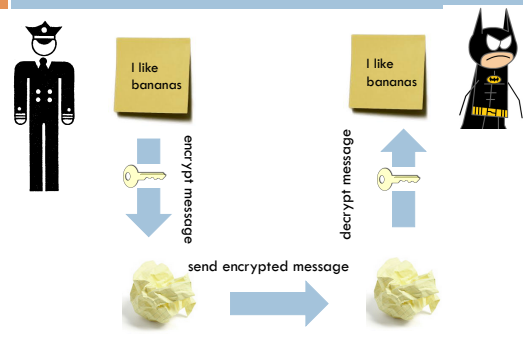 I like
bananas
I like
bananas
encrypt message
decrypt message
send encrypted message